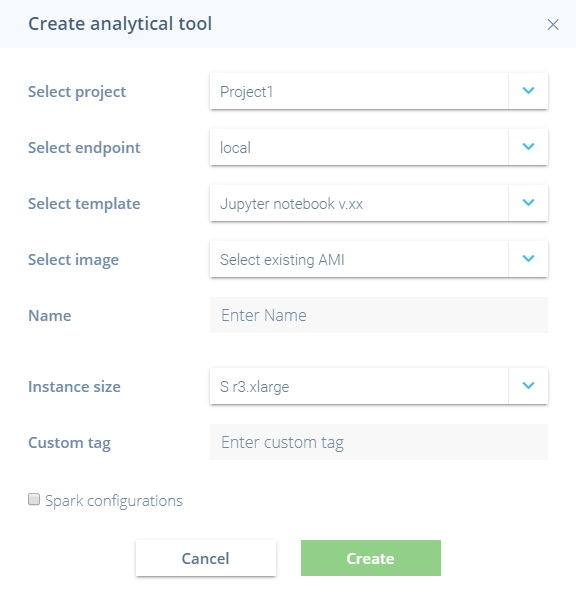 Create analytical tool
Select project Project1
Select endpoint local
Select template Jupyter notebook v.xx
Select image Select existing AMI
Name Enter Name
Instance size S r3.xlarge
Custom tag Enter custom tag
Spark configurations
Cancel Create